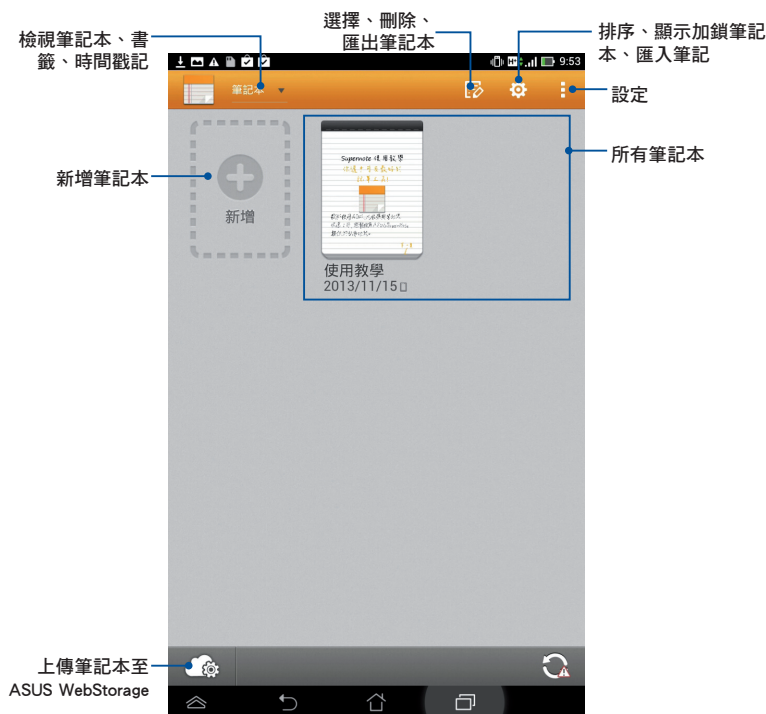 選擇、刪除、
匯出筆記本
檢視筆記本、書
籤、時間戳記
排序、顯示加鎖筆記
本、匯入筆記
9:53
筆記本
設定
所有筆記本
新增筆記本
新增
Supernote 使用教學
使用教學
2013/11/15
上傳筆記本至
ASUS WebStorage